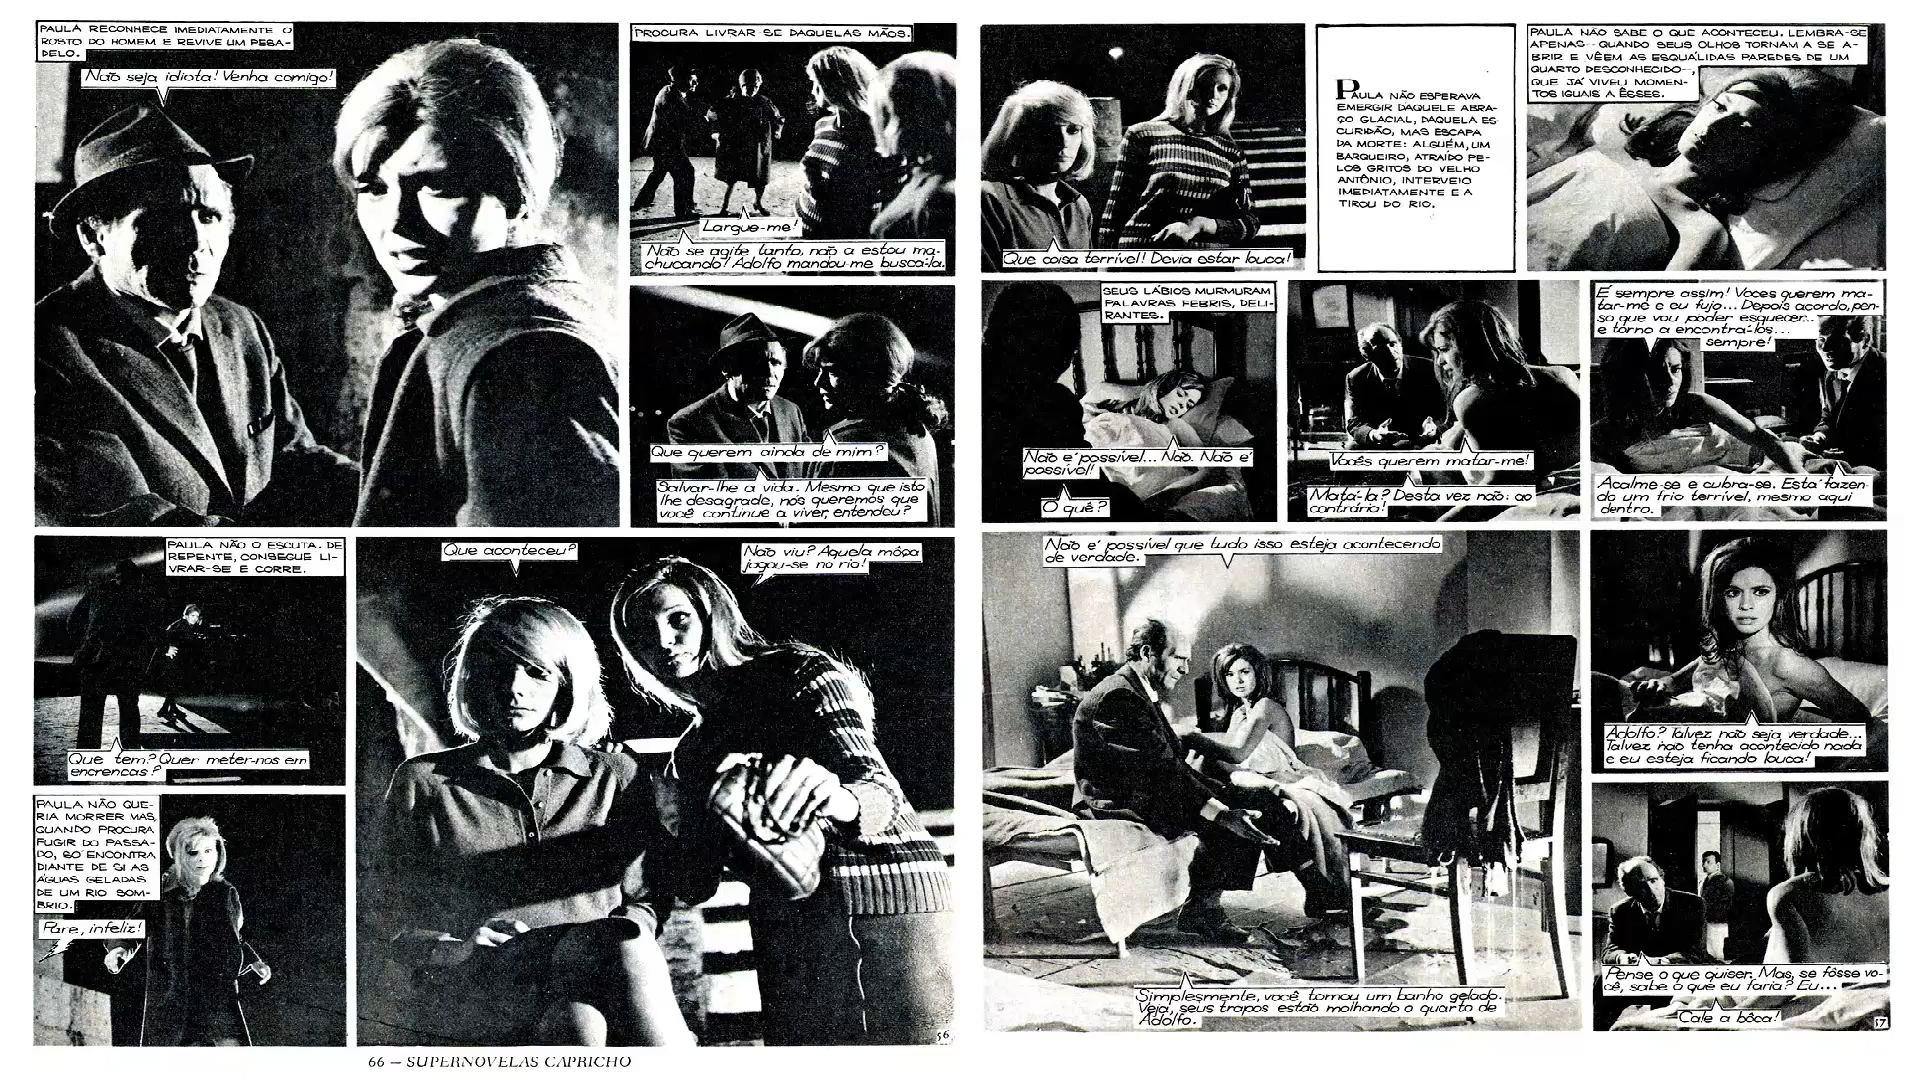 PAULA RECONHECE IMEDIATAMENTE O
ROSTO DO HOMEM E REVIVE UM PESA-
DELO.
Não seja idiota! Venha comigo!
PROCURA LIVRAR-SE DAQUELAS MÃOS.
Largue-me!
Não se agite tanto, não a estou ma-
chucando! Adolfo mandou-me buscá-la.
Que querem ainda de mim?
Salvar-lhe a vida. Mesmo que isto
lhe desagrade, nós queremos que
você continue a viver, entendeu?
PAULA NÃO O ESCUTA. DE
REPENTE, CONSEGUE LI-
VRAR-SE E CORRE.
Que tem? Quer meter-nos em
encrencas?
PAULA NÃO QUE-
RIA MORRER MAS,
QUANDO PROCURA
FUGIR DO PASSA-
DO, SÓ ENCONTRA
DIANTE DE SI AS
ÁGUAS GELADAS
DE UM RIO SOM-
BRIO.
Pare, infeliz!
Que aconteceu?
Não viu? Aquela môça
jogou-se no rio!
56
66 — SUPERNOVELAS CAPRICHO
Que coisa terrível! Devia estar louca!
PAULA NÃO ESPERAVA
EMERGIR DAQUELE ABRA-
ÇO GLACIAL, DAQUELA ES-
CURIDÃO, MAS ESCAPA
DA MORTE: ALGUÉM, UM
BARQUEIRO, ATRAÍDO PE-
LOS GRITOS DO VELHO
ANTÔNIO, INTERVEIO
IMEDIATAMENTE E A
TIROU DO RIO.
PAULA NÃO SABE O QUE ACONTECEU. LEMBRA-SE
APENAS — QUANDO SEUS OLHOS TORNAM A SE A-
BRIR E VÊEM AS ESQUÁLIDAS PAREDES DE UM
QUARTO DESCONHECIDO —,
QUE JÁ VIVEU MOMEN-
TOS IGUAIS A ÊSSES.
SEUS LÁBIOS MURMURAM
PALAVRAS FEBRIS, DELI-
RANTES.
Não é possível... Não. Não é
possível!
O quê?
Vocês querem matar-me!
Matá-la? Desta vez não: ao
contrário!
É sempre assim! Voces querem ma-
tar-me e eu fujo... Depois acordo, pen-
so que vou poder esquecer...
e torno a encontrá-los...
sempre!
Acalme-se e cubra-se. Está fazen-
do um frio terrível, mesmo aqui
dentro.
Não é possível que tudo isso esteja acontecendo
de verdade.
Simplesmente, você tomou um banho gelado.
Veja, seus trapos estão molhando o quarto de
Adolfo.
Adolfo? Talvez não seja verdade...
Talvez não tenha acontecido nada
e eu esteja ficando louca!
Pense o que quiser. Mas, se fôsse vo-
cê, sabe o que eu faria? Eu...
Cale a bôca!
57